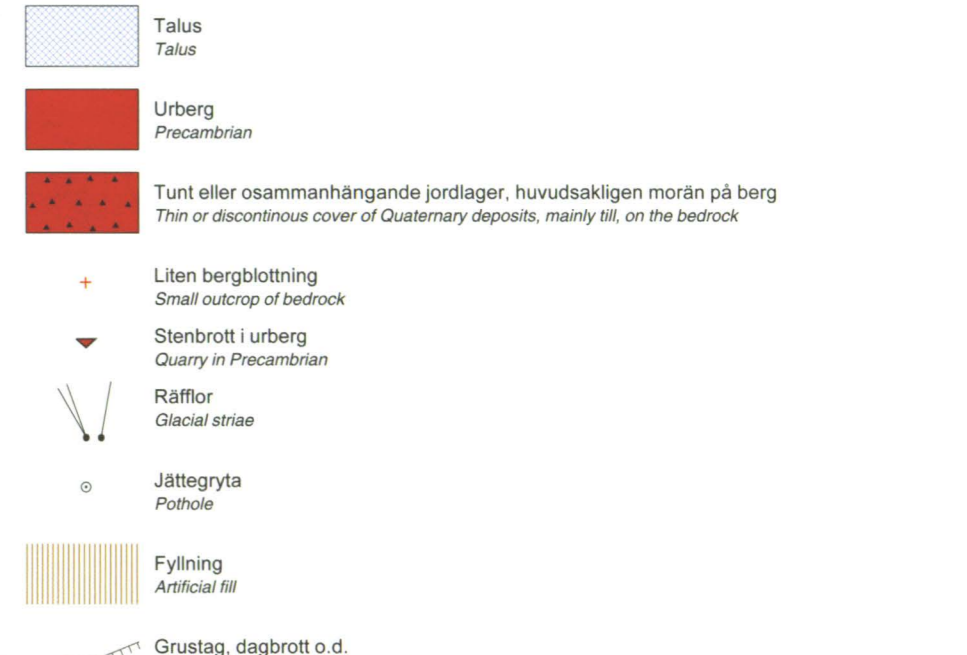 Talus
Talus
Urberg
Precambrian
Tunt eller osammanhängande jordlager, huvudsakligen morän på berg
Thin or discontinous cover of Quaternary deposits, mainly till, on the bedrock
Liten bergblottning
Small outcrop of bedrock
Stenbrott i urberg
Quarry in Precambrian
Räfflor
Glacial striae
Jättegryta
Pothole
Fyllning
Artificial fill
Grustag, dagbrott o.d.